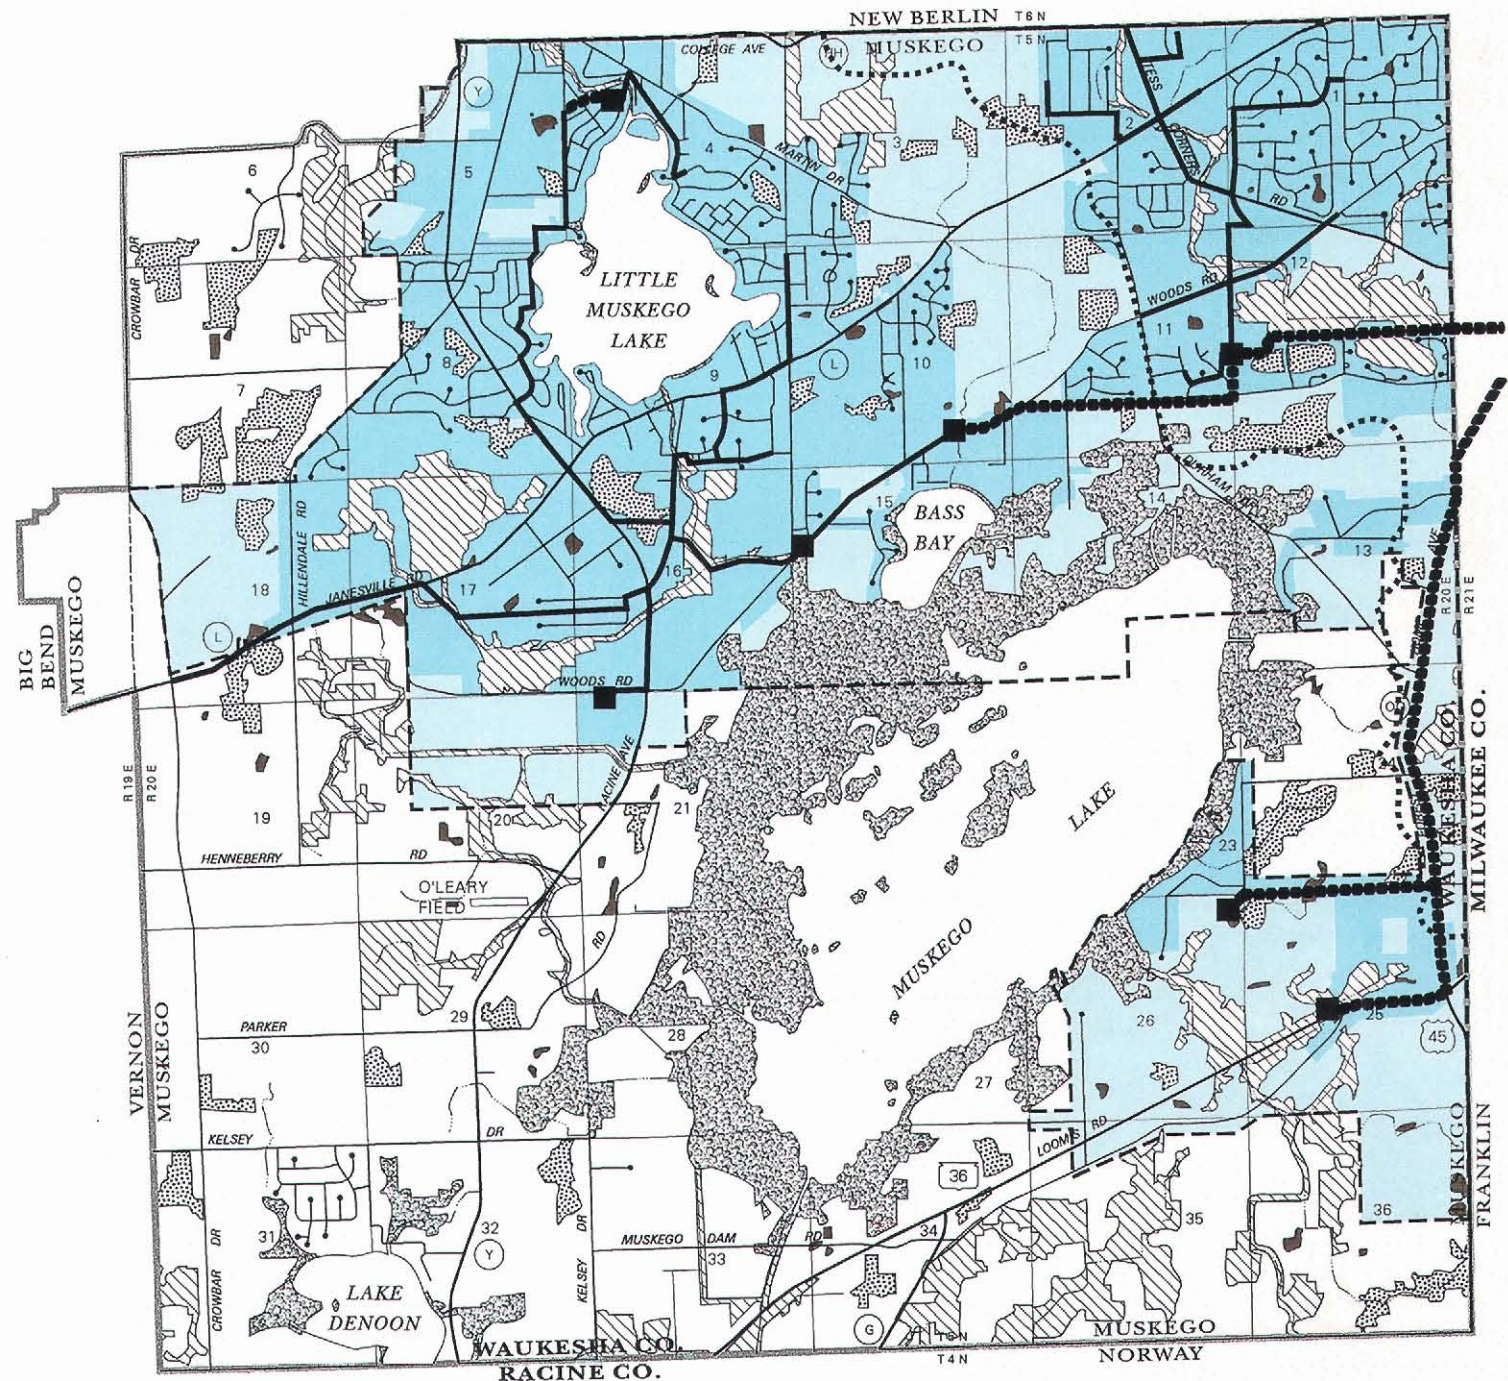 NEW BERLIN T6N
MUSKEGO T5N
COLLEGE AVE
HH
Y
TESS
CORNERS
RD
1
2
3
4
MARTIN DR
5
6
CROWBAR DR
LITTLE
MUSKEGO
LAKE
12
WOODS RD
11
10
L
9
8
7
DURHAM
15
14
BASS
BAY
13
HILLENDALE RD
16
17
18
JANESVILLE RD
L
BIG
BEND
MUSKEGO
R20E
R21E
WOODS RD
RACINE AVE
O
WAUKESHA CO.
MILWAUKEE CO.
R19E
R20E
24
19
20
21
LAKE
MUSKEGO
23
HENNEBERRY RD
O'LEARY
FIELD
RD
VERNON
MUSKEGO
PARKER
29
30
28
26
25
45
27
KELSEY DR
LOOMIS RD
36
MUSKEGO
FRANKLIN
31
CROWBAR DR
32
Y
KELSEY DR
MUSKEGO DAM RD
33
34
35
36
LAKE
DENOON
G
WAUKESHA CO.
RACINE CO.
T5N
T4N
MUSKEGO
NORWAY